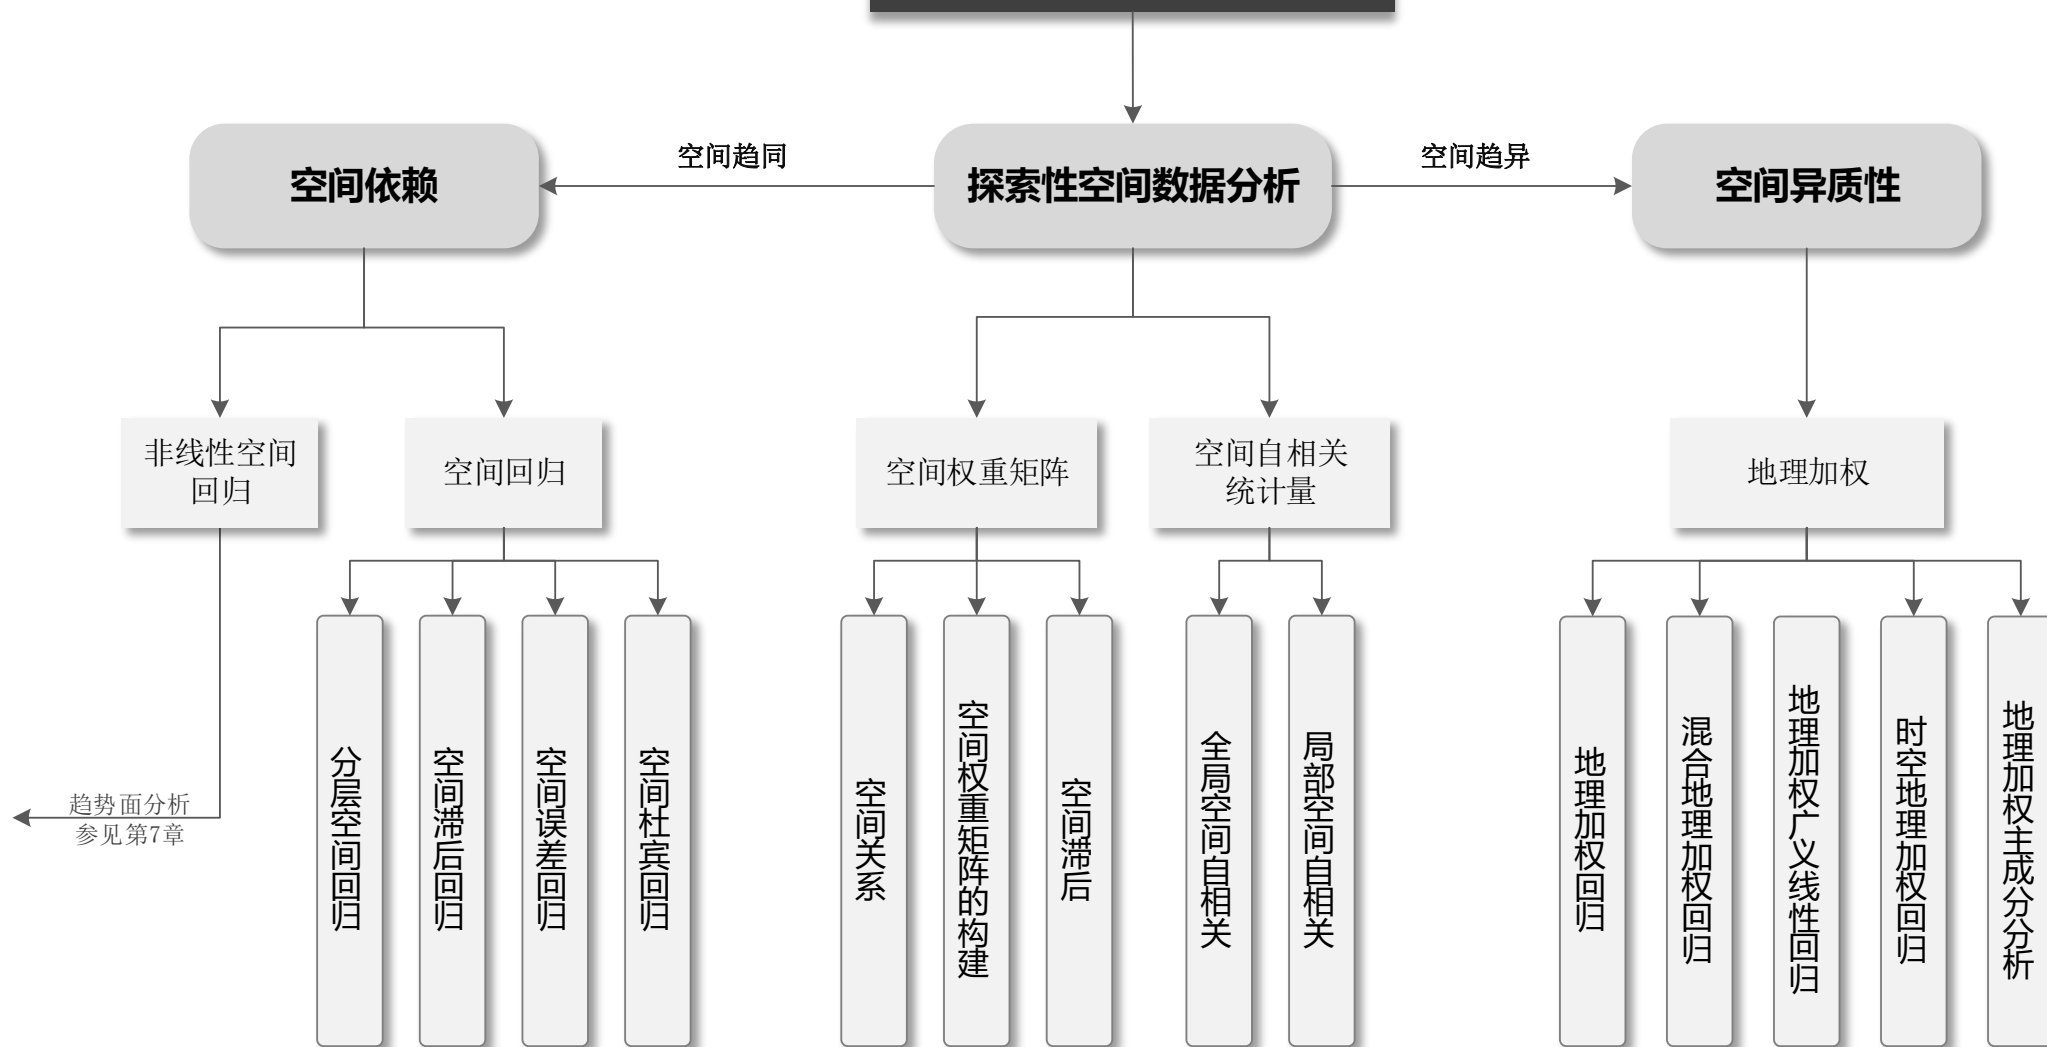 空间趋同
空间趋异
空间依赖
探索性空间数据分析
空间异质性
非线性空间
回归
空间回归
空间权重矩阵
空间自相关
统计量
地理加权
趋势面分析
参见第7章
分层空间回归
空间滞后回归
空间误差回归
空间杜宾回归
空间关系
空间权重矩阵的构建
空间滞后
全局空间自相关
局部空间自相关
地理加权回归
混合地理加权回归
地理加权广义线性回归
时空地理加权回归
地理加权主成分分析